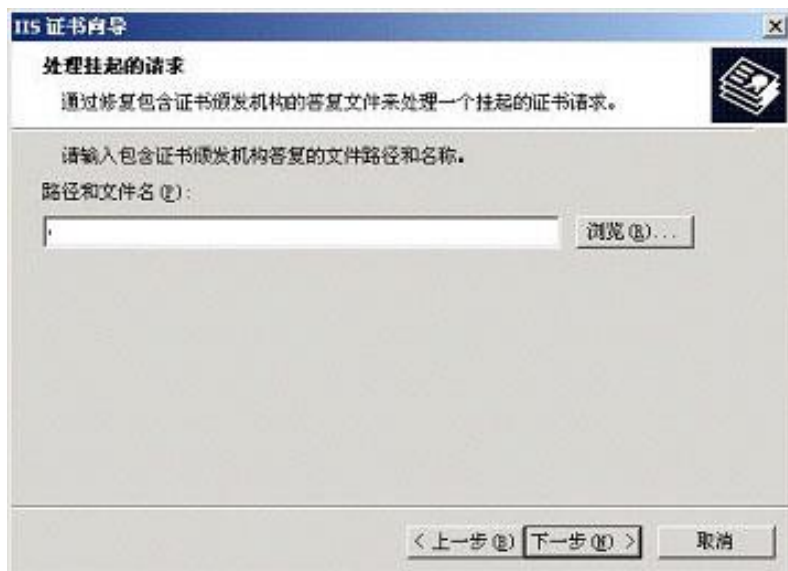 IIS 证书向导
处理挂起的请求
通过修复包含证书颁发机构的答复文件来处理一个挂起的证书请求。
请输入包含证书颁发机构答复的文件路径和名称。
路径和文件名(P):
浏览(R)...
< 上一步(B) 下一步(N) > 取消